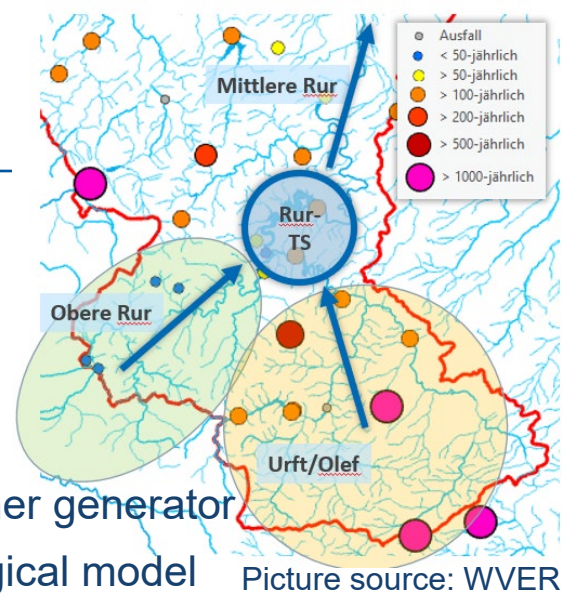 Ausfall
< 50-jährlich
> 50-jährlich
> 100-jährlich
> 200-jährlich
> 500-jährlich
> 1000-jährlich
Mittlere Rur
Rur-
TS
Obere Rur
Urft/Olef
her generator
gical model
Picture source: WVER